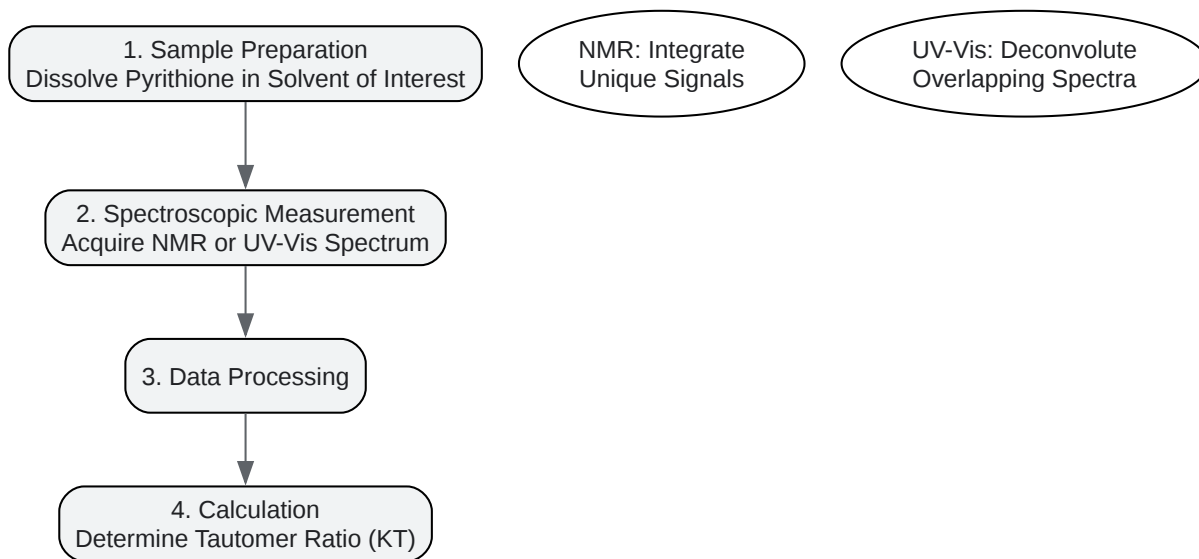 1. Sample Preparation
Dissolve Pyrithione in Solvent of Interest
NMR: Integrate
Unique Signals
UV-Vis: Deconvolute
Overlapping Spectra
2. Spectroscopic Measurement
Acquire NMR or UV-Vis Spectrum
3. Data Processing
4. Calculation
Determine Tautomer Ratio (KT)